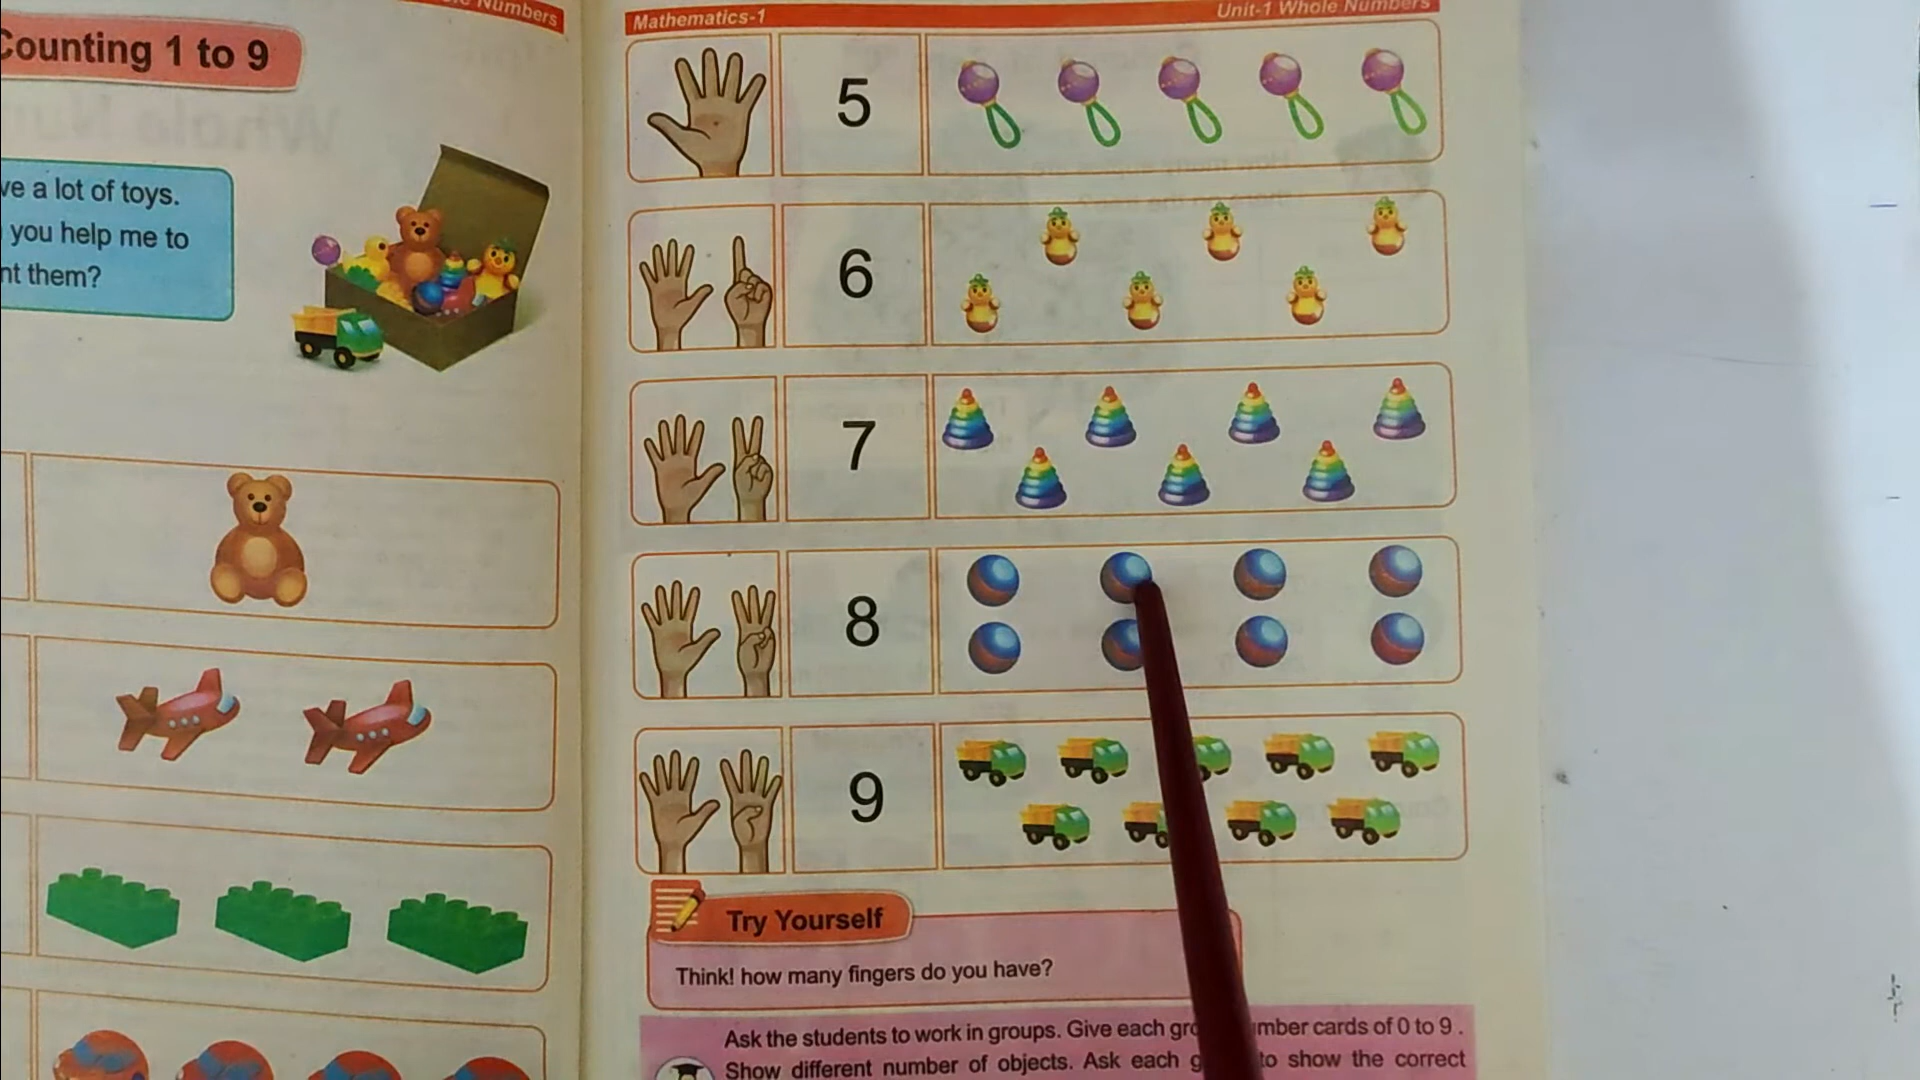 Numbers
Counting 1 to 9
ve a lot of toys.
you help me to
nt them?
Mathematics-1
Unit-1 Whole Numbers
5
6
7
8
9
Try Yourself
Think! how many fingers do you have?
Ask the students to work in groups. Give each gro mber cards of 0 to 9 .
Show different number of objects. Ask each g to show the correct